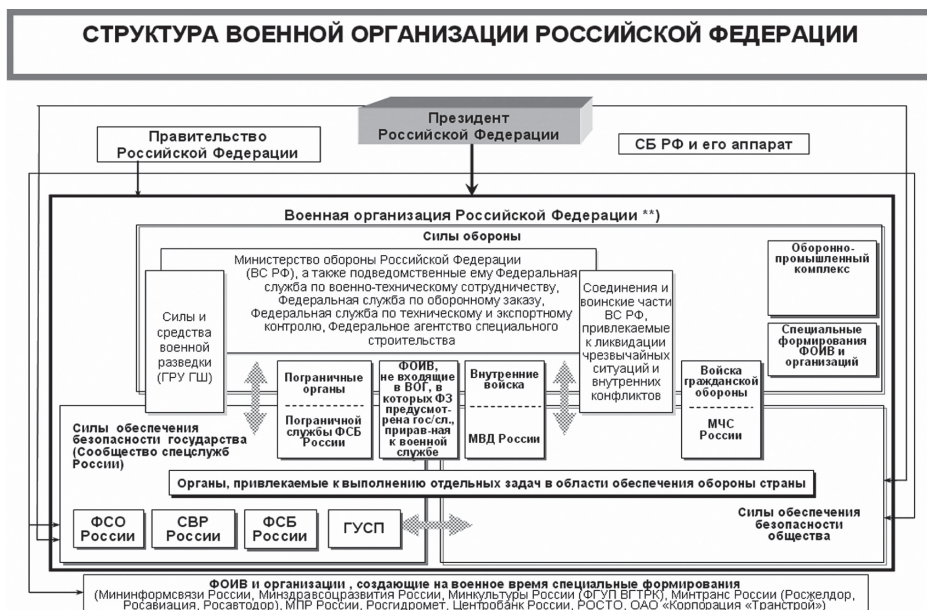 СТРУКТУРА ВОЕННОЙ ОРГАНИЗАЦИИ РОССИЙСКОЙ ФЕДЕРАЦИИ
Президент
Российской Федерации
Правительство
Российской Федерации
СБ РФ и его аппарат
Военная организация Российской Федерации **)
Силы обороны
Министерство обороны Российской Федерации
(ВС РФ), а также подведомственные ему Федеральная
служба по военно-техническому сотрудничеству,
Федеральная служба по оборонному заказу,
Федеральная служба по техническому и экспортному
контролю, Федеральное агентство специального
строительства
Силы и
средства
военной
разведки
(ГРУ ГШ)
Соединения и
воинские части
ВС РФ,
привлекаемые
к ликвидации
чрезвычайных
ситуаций и
внутренних
конфликтов
Оборонно-
промышленный
комплекс
Специальные
формирования
ФОИВ и
организаций
Пограничные
органы
Пограничной
службы ФСБ
России
ФОИВ,
не входящие
в ВОГ, в
которых ФЗ
предусмот-
рена гос/сл.,
прирав-ная
к военной
службе
Внутренние
войска
МВД России
Войска
гражданской
обороны
МЧС
России
Силы обеспечения
безопасности государства
(Сообщество спецслужб
России)
Органы, привлекаемые к выполнению отдельных задач в области обеспечения обороны страны
ФСО
России
СВР
России
ФСБ
России
ГУСП
Силы обеспечения
безопасности
общества
ФОИВ и организации , создающие на военное время специальные формирования
(Мининформсвязи России, Минздравсоцразвития России, Минкультуры России (ФГУП ВГТРК), Минтранс России (Росжелдор,
Росавиация, Росавтодор), МПР России, Росгидромет, Центробанк России, РОСТО, ОАО «Корпорация «Трансстрой»)